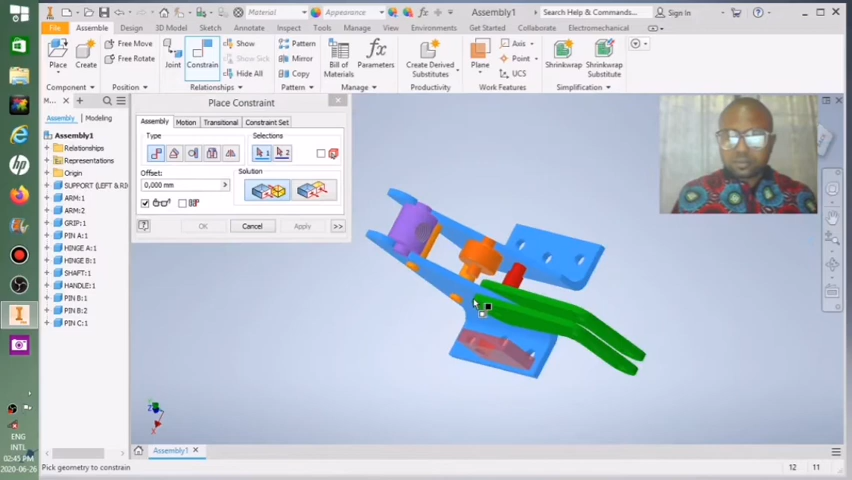 Material
Appearance
Assembly1
Search Help & Commands...
Sign In
File
Assemble
Design
3D Model
Sketch
Annotate
Inspect
Tools
Manage
View
Environments
Get Started
Collaborate
Electromechanical
Place
Create
Free Move
Free Rotate
Joint
Constrain
Show
Show Sick
Hide All
Pattern
Mirror
Copy
Bill of
Materials
Parameters
Create Derived
Substitutes
Axis
Point
UCS
Shrinkwrap
Shrinkwrap
Substitute
Component
Position
Relationships
Pattern
Manage
Productivity
Work Features
Simplification
Assembly
Modeling
Assembly1
Relationships
Representations
Origin
SUPPORT (LEFT & RI
ARM:1
ARM:2
GRIP:1
PIN A:1
HINGE A:1
HINGE B:1
SHAFT:1
HANDLE:1
PIN B:1
PIN B:2
PIN C:1
Place Constraint
Assembly
Motion
Transitional
Constraint Set
Type
Selections
1
2
Offset:
Solution
0,000 mm
OK
Cancel
Apply
>>
Assembly1
Pick geometry to constrain
12
11
ENG
INTL
02:45 PM
2020-06-26